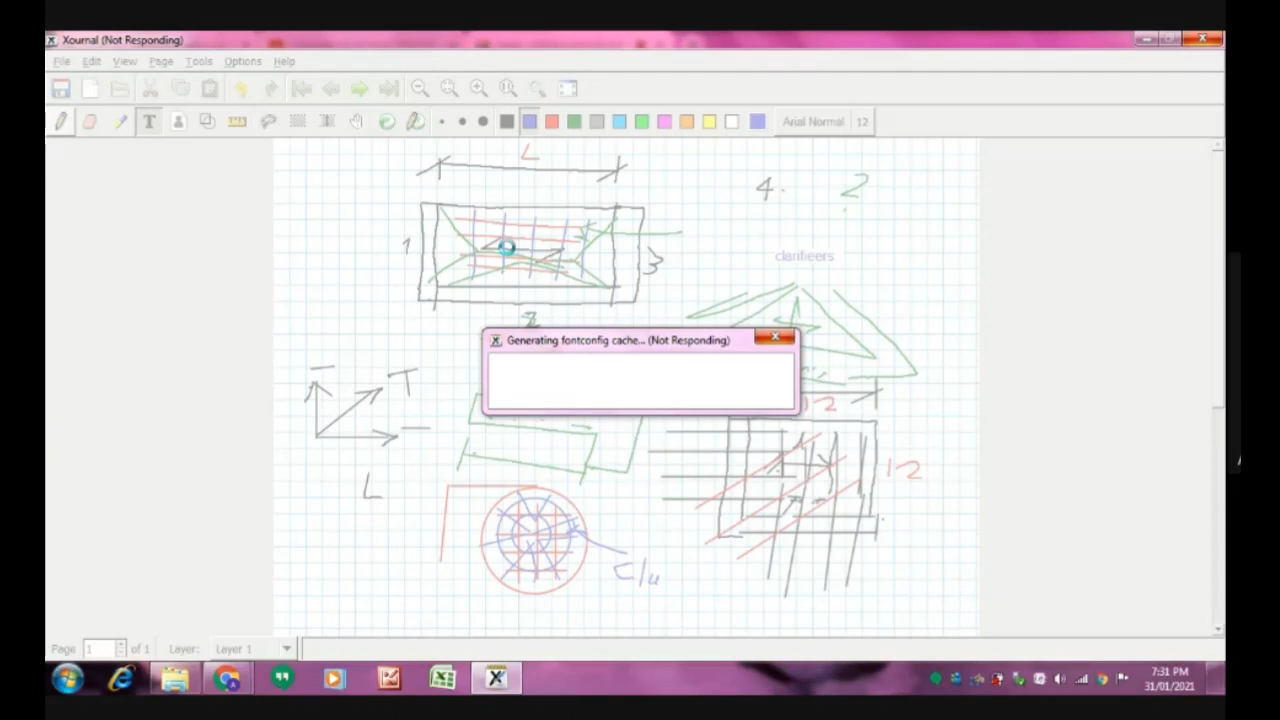 Xournal (Not Responding)
File Edit View Page Tools Options Help
Arial Normal 12
L
4. 2
1
3
clarifieers
2
Generating fontconfig cache... (Not Responding)
T
12
12
L
C/u
Page 1 of 1 Layer: Layer 1
7:31 PM
31/01/2021